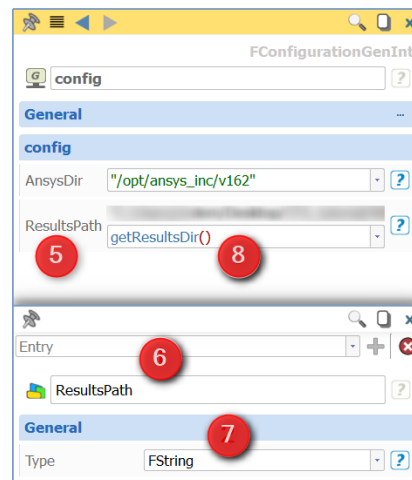 FConfigurationGenInt
G config ?
General ...
config
AnsysDir "/opt/ansys_inc/v162" ?
ResultsPath getResultsDir() ?
5 8
Entry
6
ResultsPath ?
General
7
Type FString ?